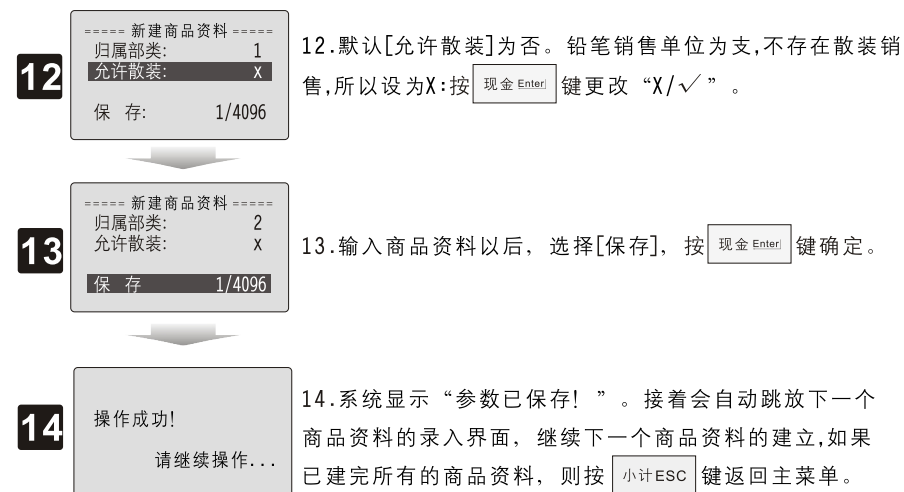 12
===== 新建商品资料 =====
归属部类: 1
允许散装: X
保 存: 1/4096
12.默认[允许散装]为否。铅笔销售单位为支,不存在散装销
售,所以设为X:按 现金 Enter 键更改“X/√”。
13
===== 新建商品资料 =====
归属部类: 2
允许散装: X
保 存 1/4096
13.输入商品资料以后，选择[保存]，按 现金 Enter 键确定。
14
操作成功!
请继续操作...
14.系统显示“参数已保存！”。接着会自动跳放下一个
商品资料的录入界面，继续下一个商品资料的建立,如果
已建完所有的商品资料，则按 小计ESC 键返回主菜单。